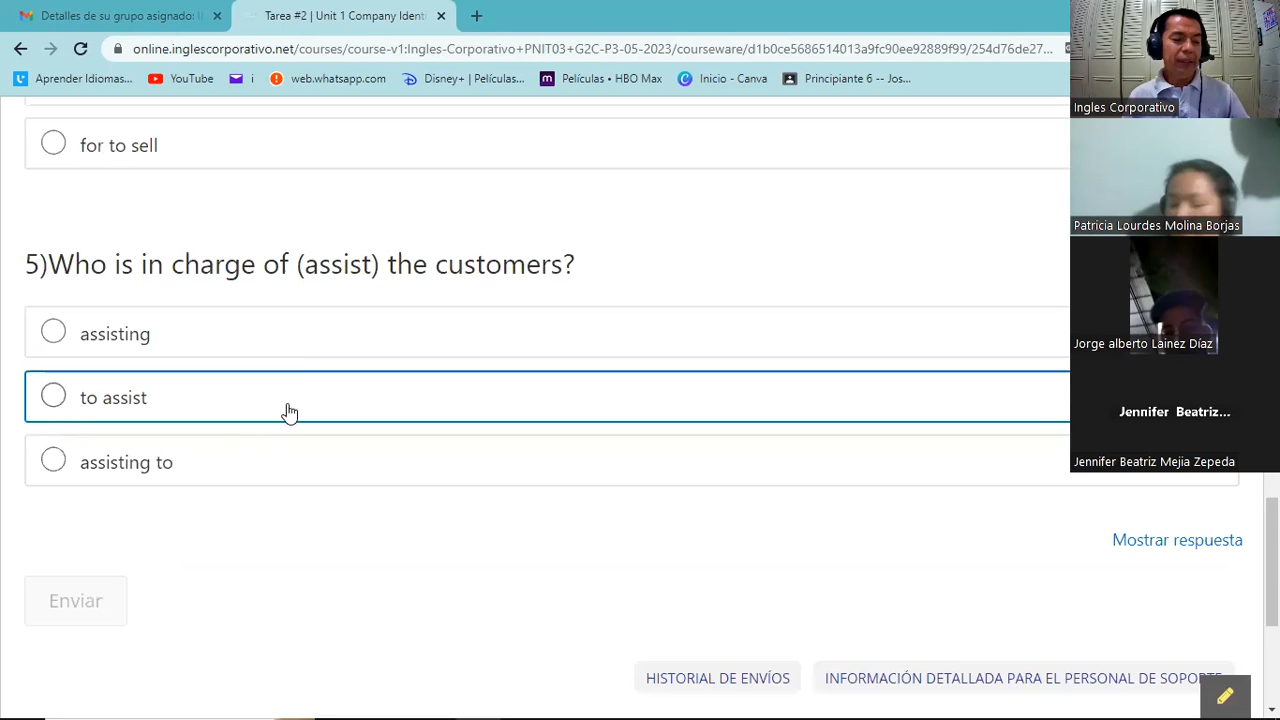 Detalles de su grupo asignado: I
Tarea #2 | Unit 1 Company Ident
online.inglescorporativo.net/courses/course-v1:Ingles-Corporativo+PNIT03+G2C-P3-05-2023/courseware/
Aprender Idiomas...
YouTube
i
web.whatsapp.com
Disney+ | Películas...
Películas • HBO Max
Inicio - Canva
Principiante 6 -- Jos...
for to sell
5)Who is in charge of (assist) the customers?
assisting
to assist
assisting to
Mostrar respuesta
Enviar
HISTORIAL DE ENVÍOS
INFORMACIÓN DETALLADA PARA EL PERSONAL DE SOPORTE
Ingles Corporativo
Patricia Lourdes Molina Borjas
Jorge alberto Lainez Díaz
Jennifer Beatriz...
Jennifer Beatriz Mejia Zepeda